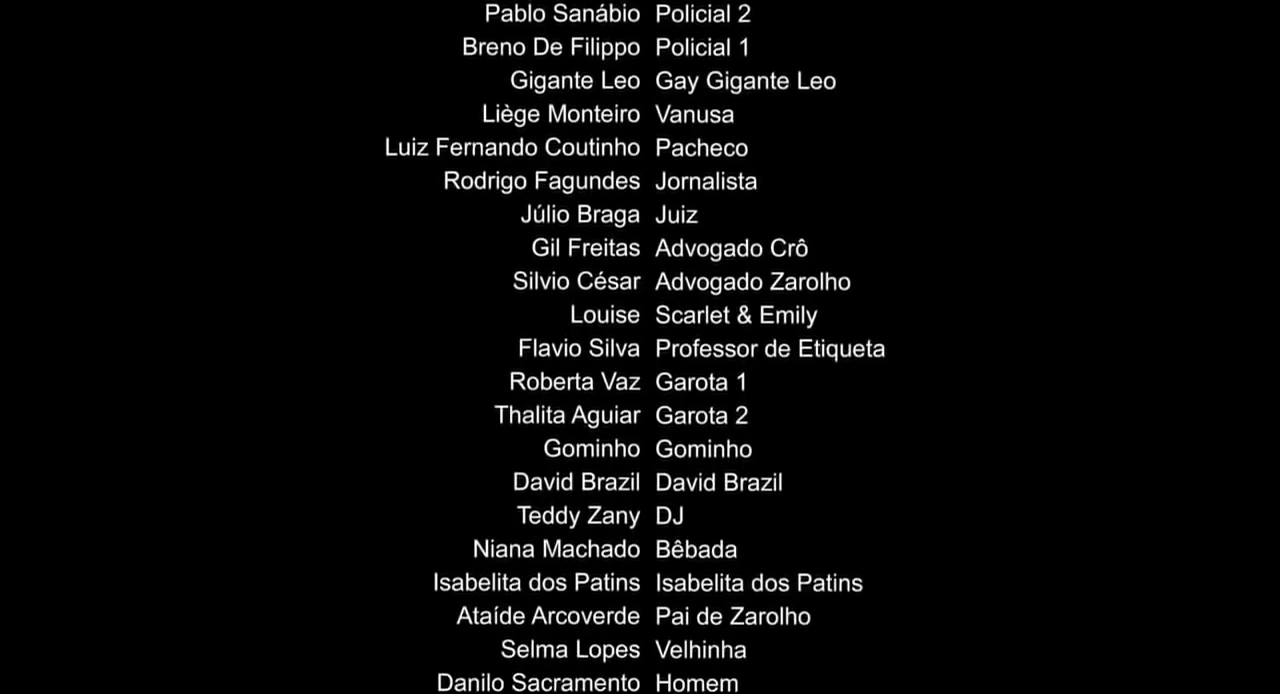 Pablo Sanábio Policial 2
Breno De Filippo Policial 1
Gigante Leo Gay Gigante Leo
Liège Monteiro Vanusa
Luiz Fernando Coutinho Pacheco
Rodrigo Fagundes Jornalista
Júlio Braga Juiz
Gil Freitas Advogado Crô
Silvio César Advogado Zarolho
Louise Scarlet & Emily
Flavio Silva Professor de Etiqueta
Roberta Vaz Garota 1
Thalita Aguiar Garota 2
Gominho Gominho
David Brazil David Brazil
Teddy Zany DJ
Niana Machado Bêbada
Isabelita dos Patins Isabelita dos Patins
Ataíde Arcoverde Pai de Zarolho
Selma Lopes Velhinha
Danilo Sacramento Homem